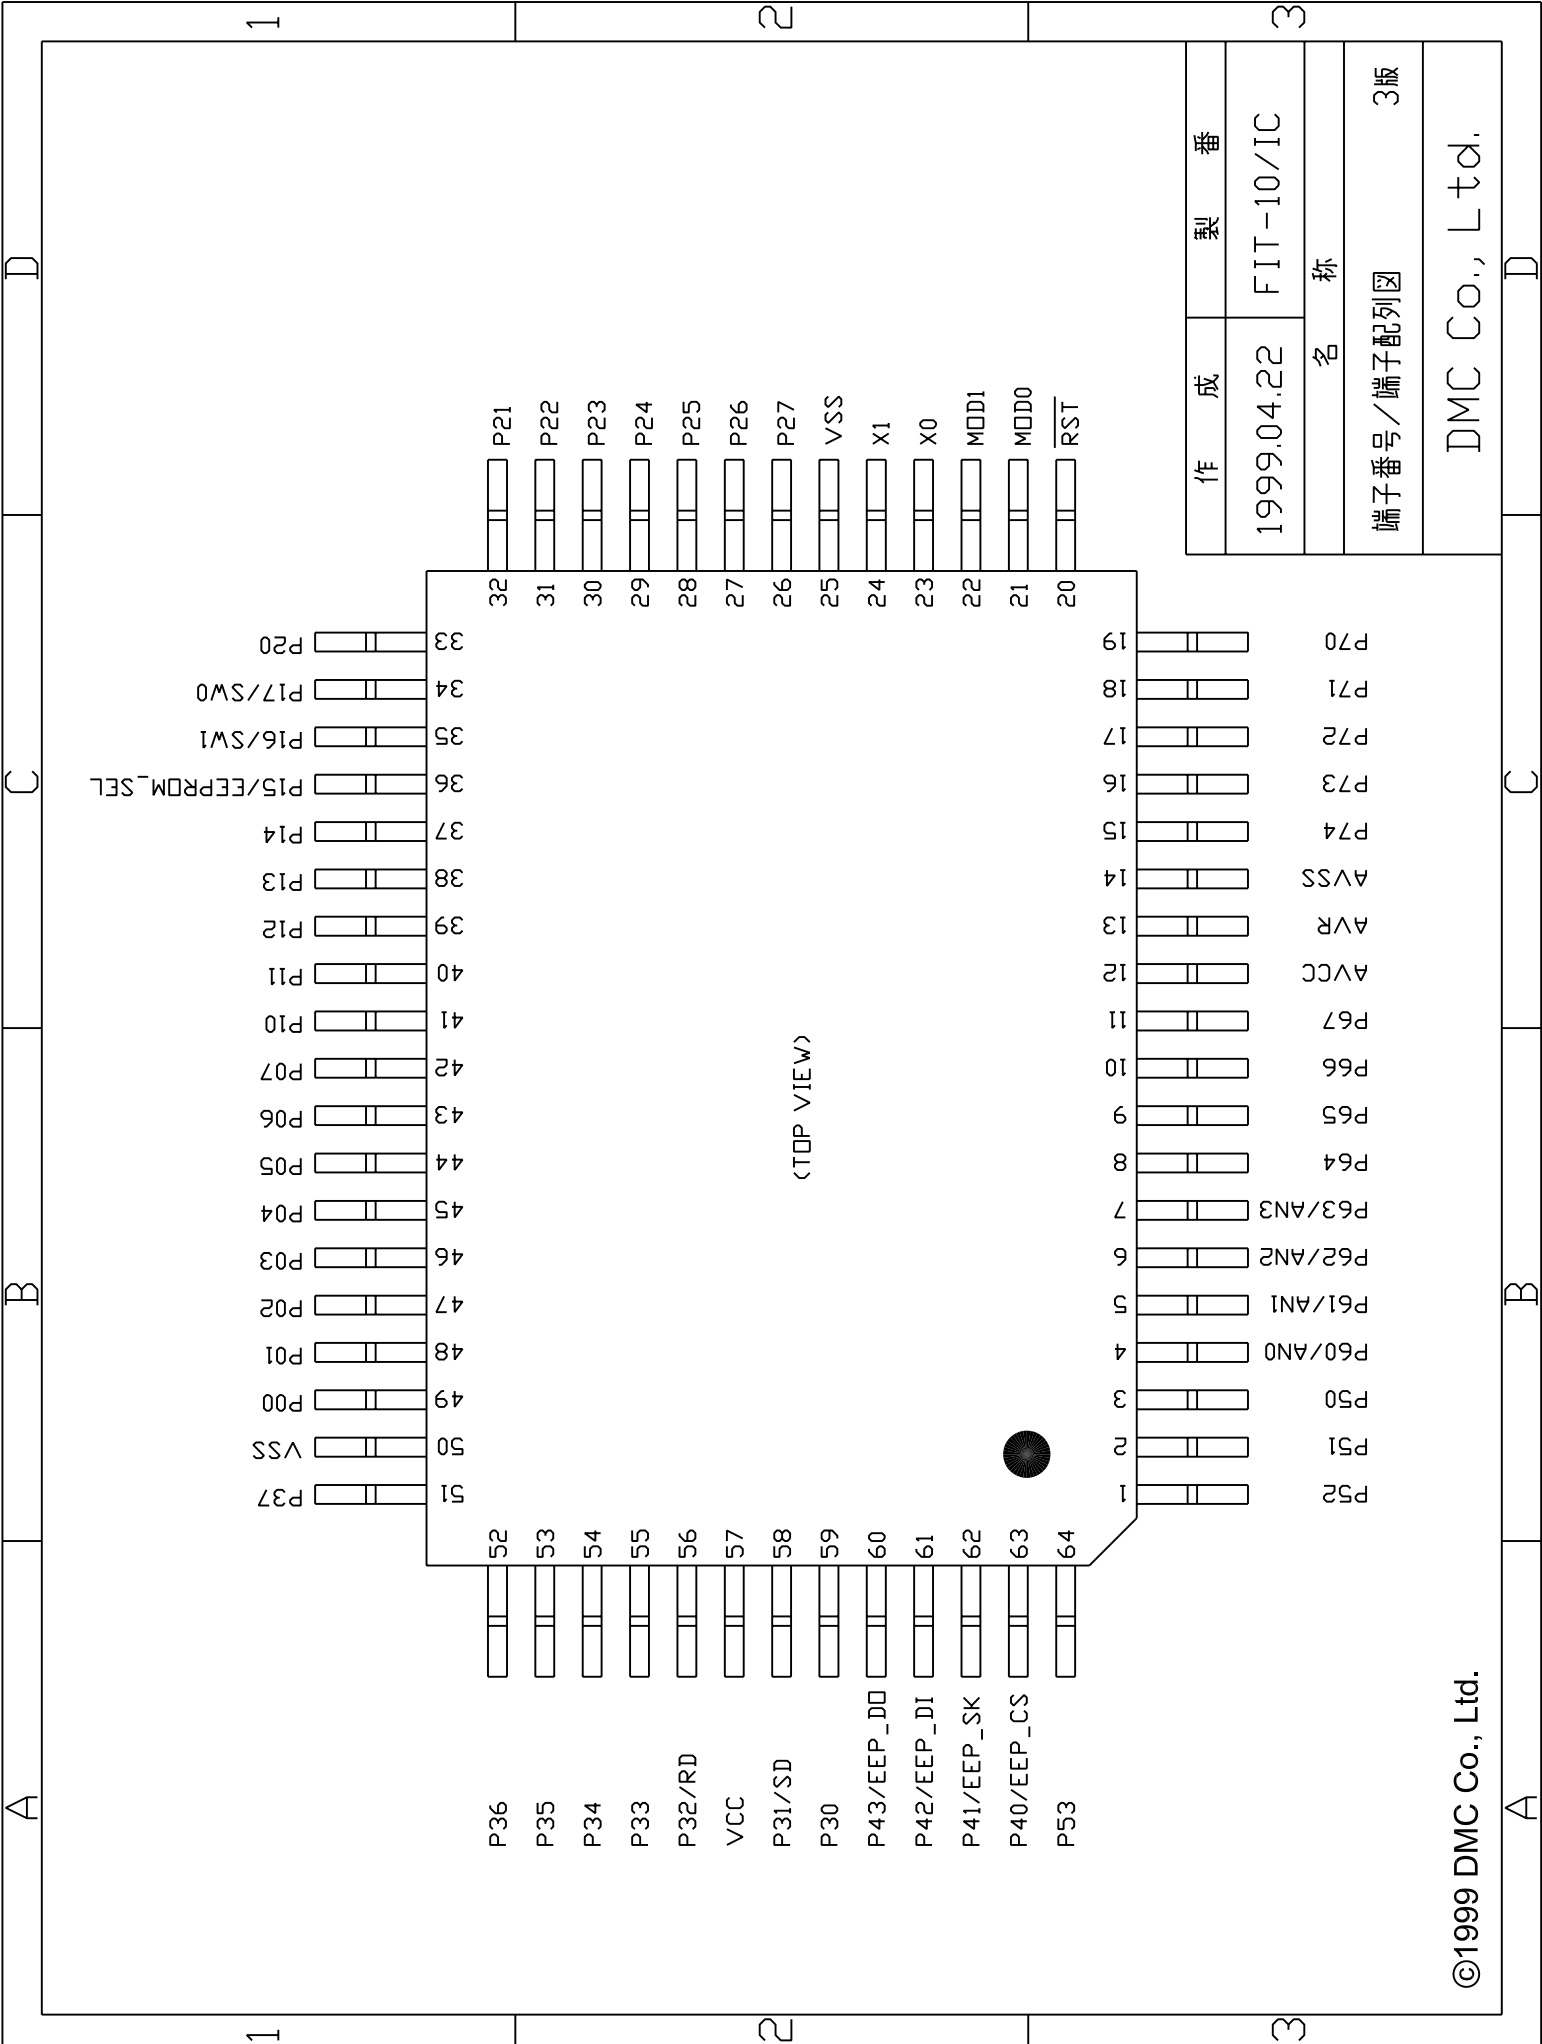 A
B
C
D
1
2
3
P37 51
VSS 50
P00 49
P01 48
P02 47
P03 46
P04 45
P05 44
P06 43
P07 42
P10 41
P11 40
P12 39
P13 38
P14 37
P15/EEPROM_SEL 36
P16/SW1 35
P17/SW0 34
P20 33
P36 52
P35 53
P34 54
P33 55
P32/RD 56
VCC 57
P31/SD 58
P30 59
P43/EEP_DO 60
P42/EEP_DI 61
P41/EEP_SK 62
P40/EEP_CS 63
P53 64
(TOP VIEW)
32 P21
31 P22
30 P23
29 P24
28 P25
27 P26
26 P27
25 VSS
24 X1
23 X0
22 MOD1
21 MOD0
20 RST
1 P52
2 P51
3 P50
4 P60/AN0
5 P61/AN1
6 P62/AN2
7 P63/AN3
8 P64
9 P65
10 P66
11 P67
12 AVCC
13 AVR
14 AVSS
15 P74
16 P73
17 P72
18 P71
19 P70
作 成 製 番
1999.04.22 FIT-10/IC
名 称
端子番号/端子配列図 3版
DMC Co., Ltd.
©1999 DMC Co., Ltd.
1
2
3
A
B
C
D